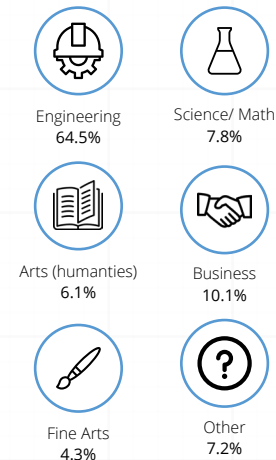 Engineering
64.5%
Science/ Math
7.8%
Arts (humanties)
6.1%
Business
10.1%
Fine Arts
4.3%
?
Other
7.2%